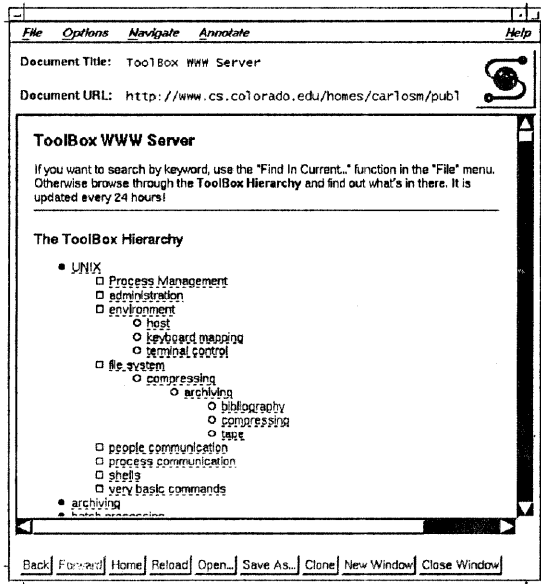 File Options Navigate Annotate Help
Document Title: ToolBox WWW Server
Document URL: http://www.cs.colorado.edu/homes/carlosm/publ
ToolBox WWW Server
If you want to search by keyword, use the "Find In Current.." function in the "File" menu.
Otherwise browse through the ToolBox Hierarchy and find out what's in there. It is
updated every 24 hours!
The ToolBox Hierarchy
UNIX
Process Management
administration
environment
host
keyboard mapping
terminal control
file system
compressing
archiving
bibliography
compressing
tape
people communication
process communication
shells
very basic commands
archiving
batch processing
Back Forward Home Reload Open... Save As... Clone New Window Close Window